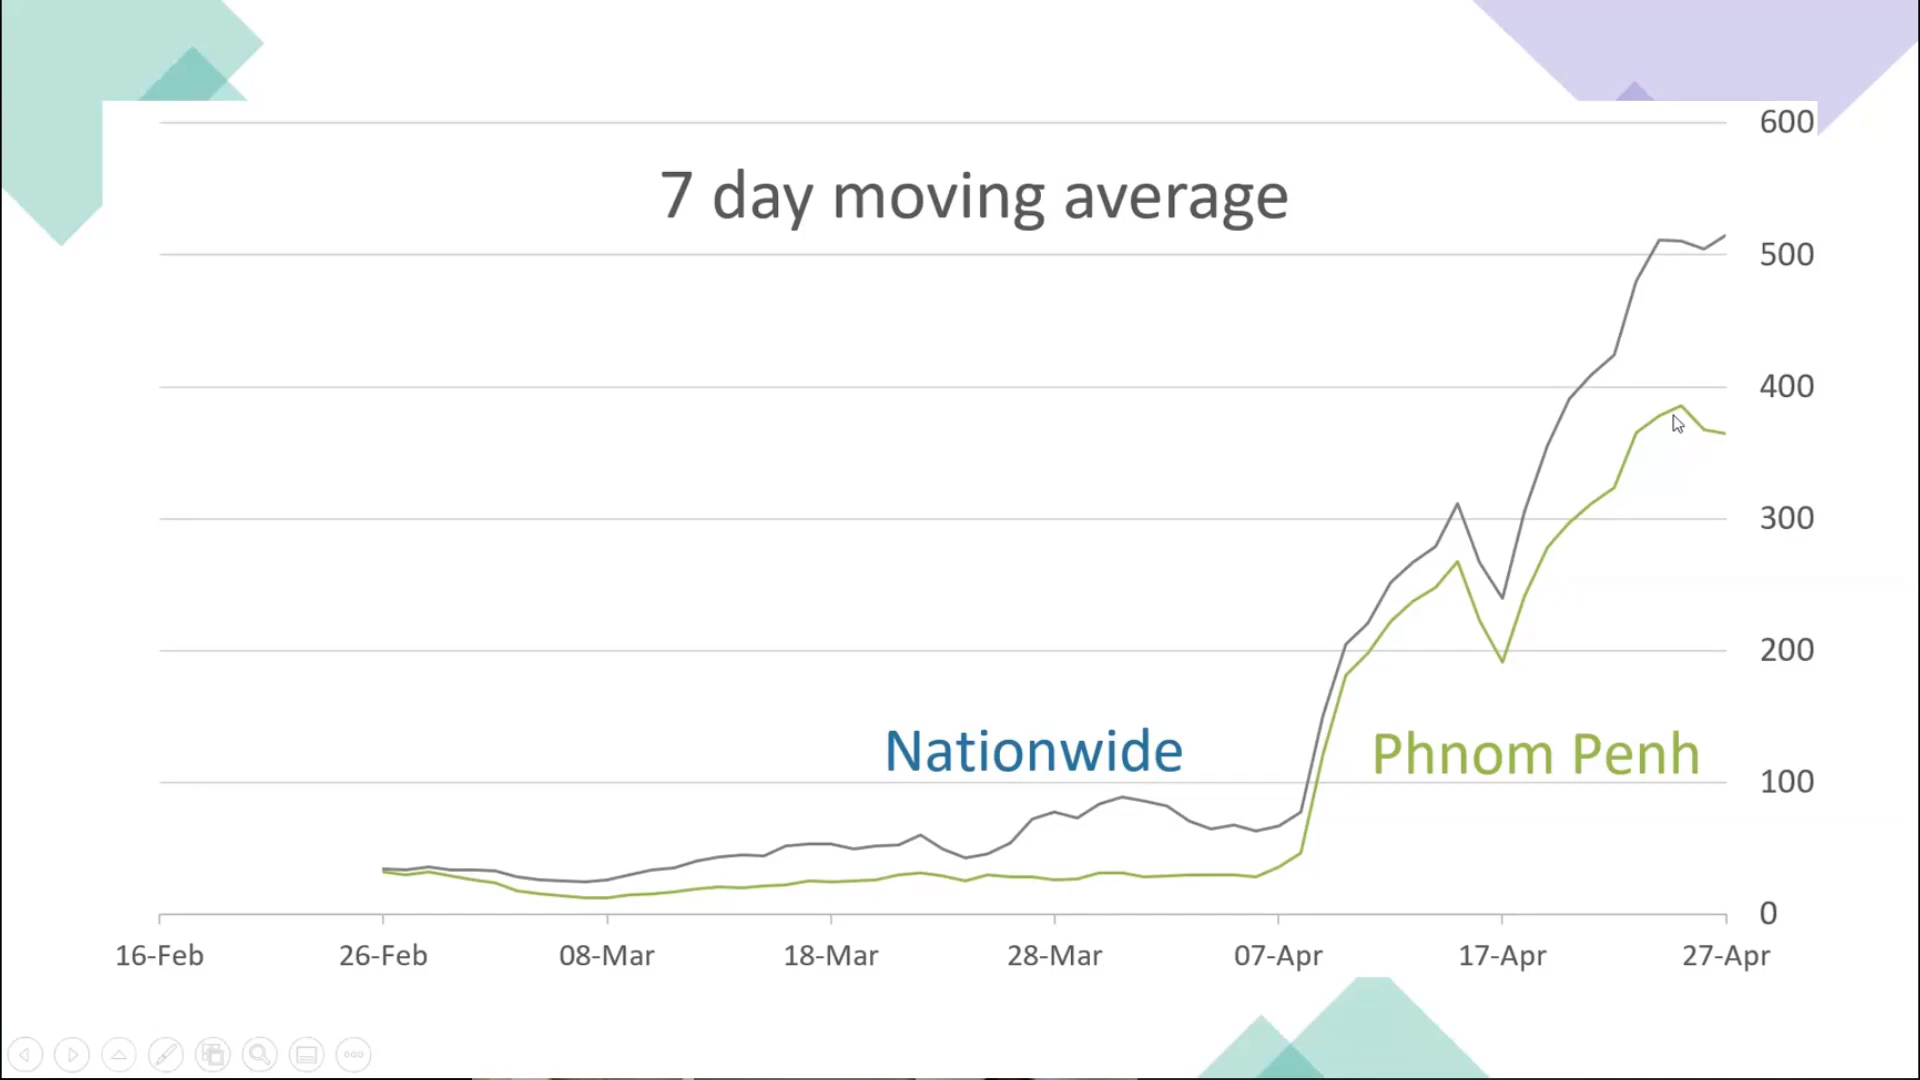 7 day moving average
600
500
400
300
200
100
0
Nationwide
Phnom Penh
16-Feb 26-Feb 08-Mar 18-Mar 28-Mar 07-Apr 17-Apr 27-Apr